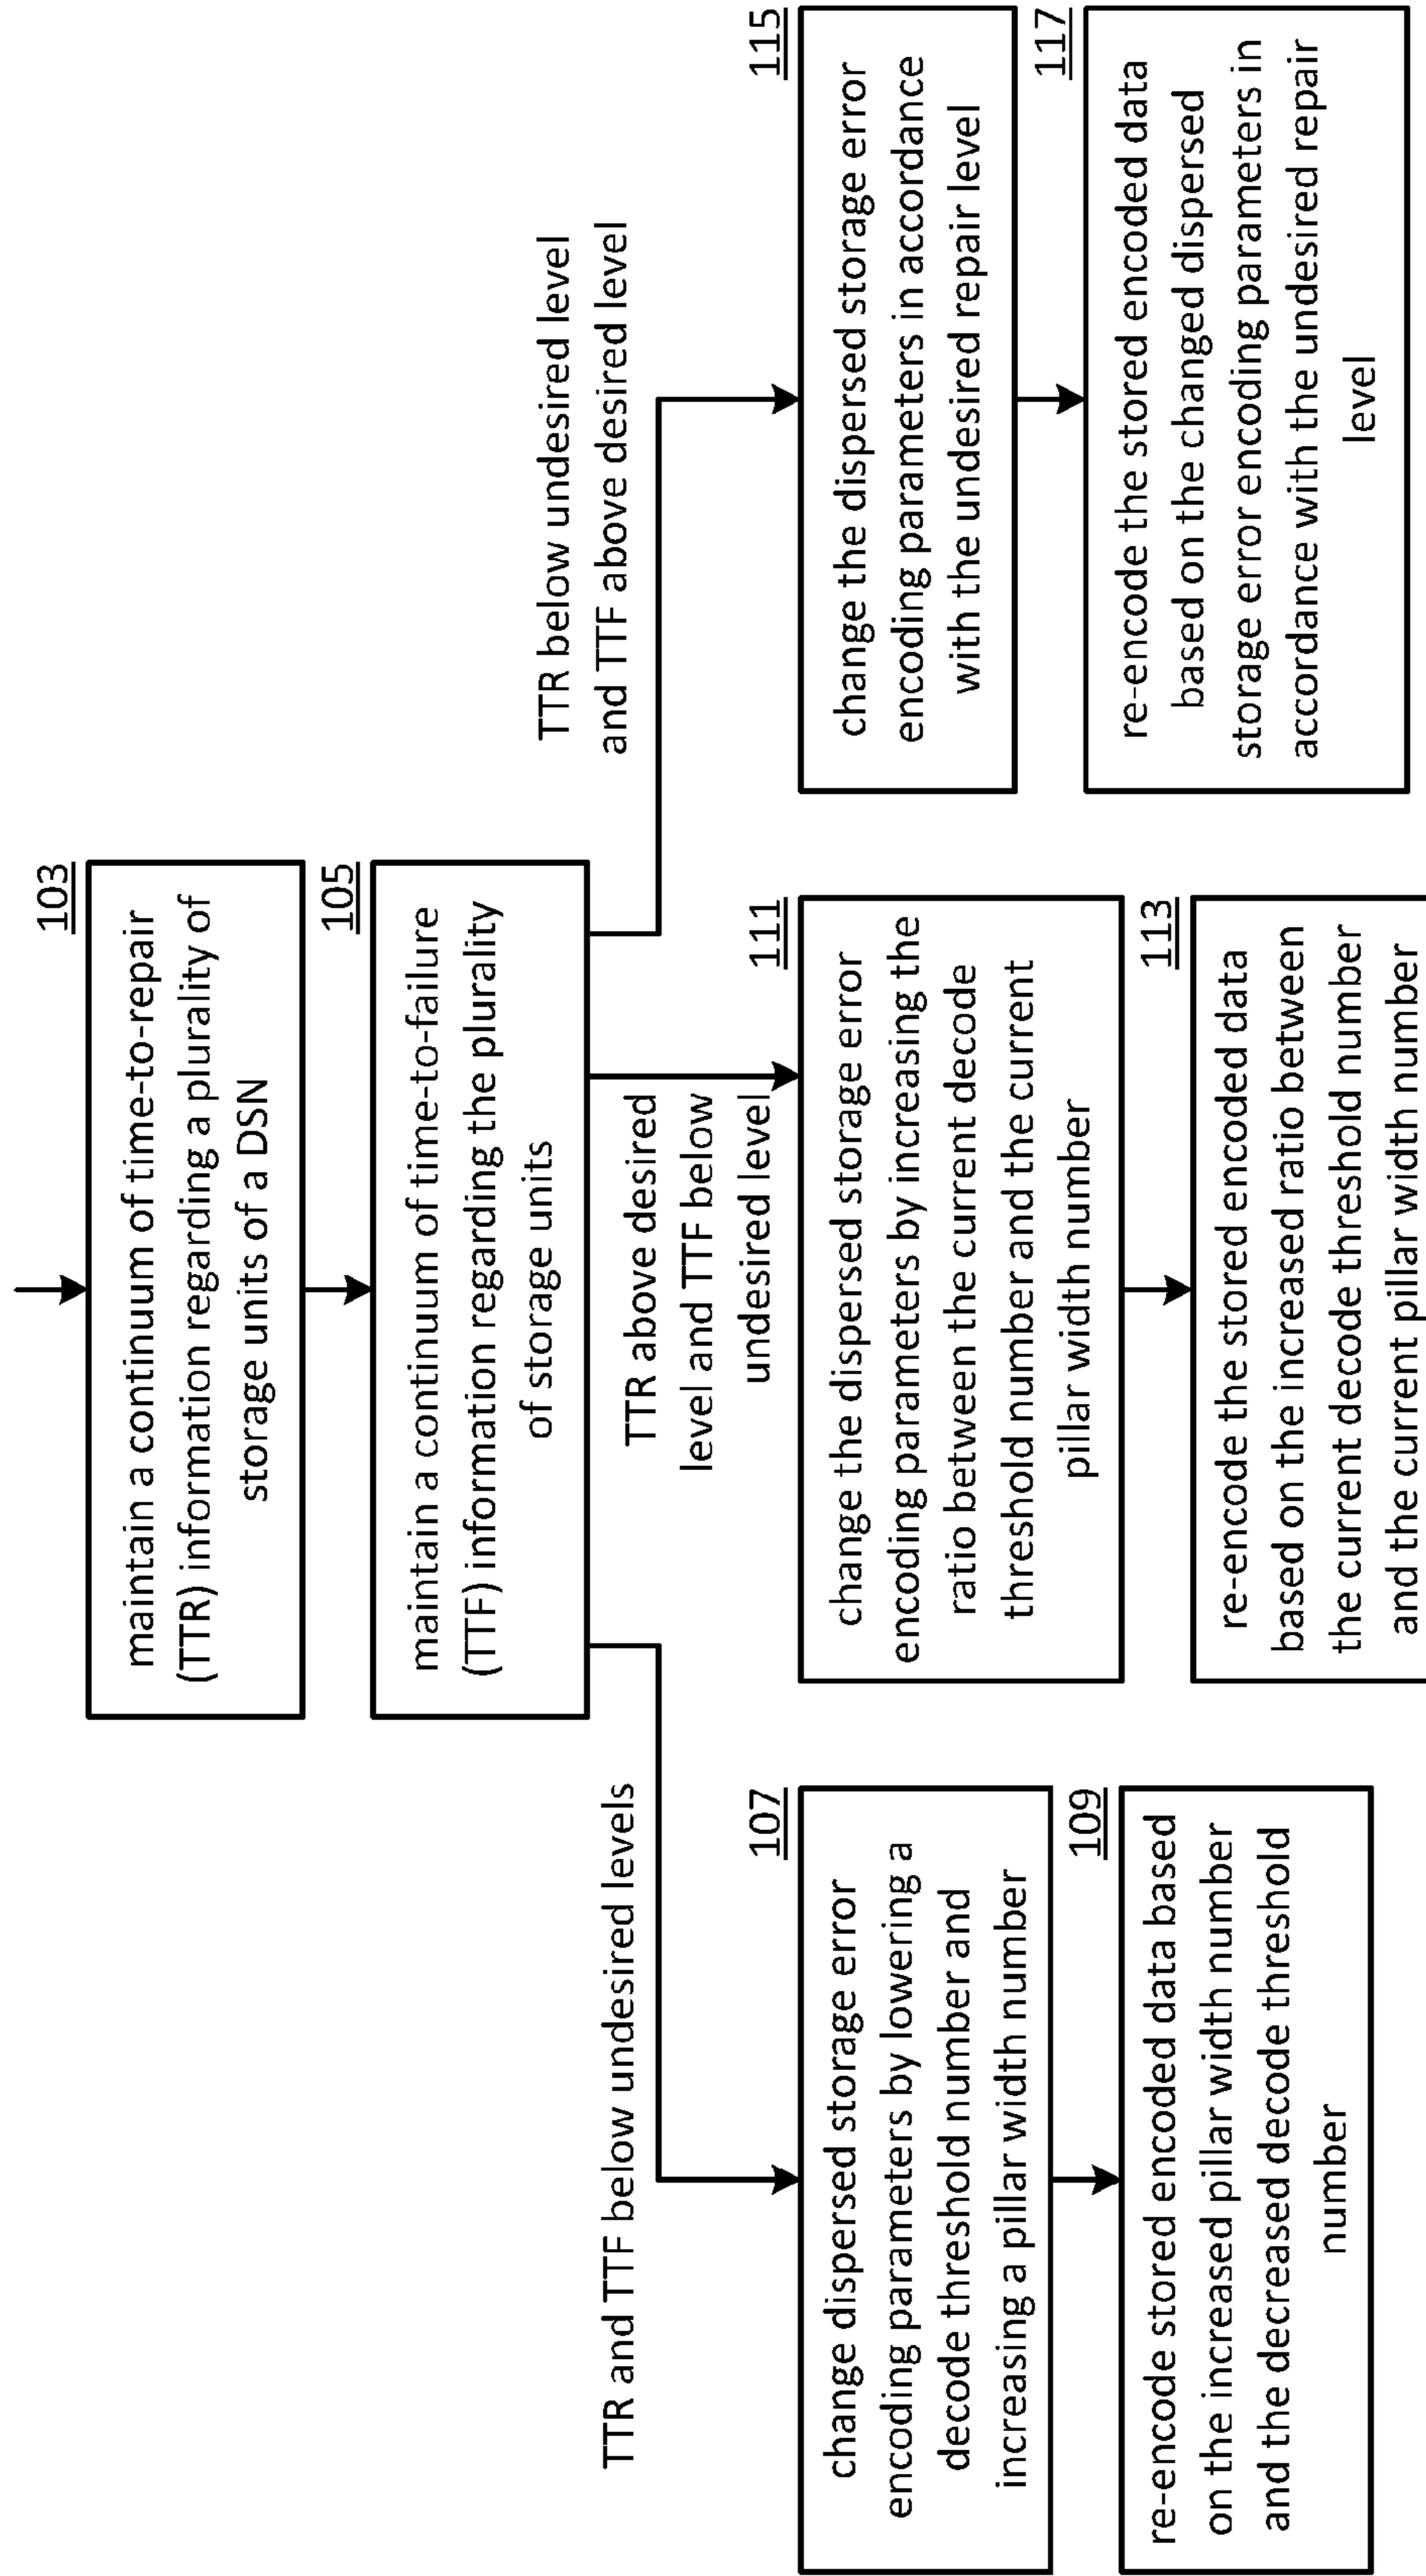 103
maintain a continuum of time-to-repair
(TTR) information regarding a plurality of
storage units of a DSN
105
maintain a continuum of time-to-failure
(TTF) information regarding the plurality
of storage units
TTR and TTF below undesired levels
107
change dispersed storage error
encoding parameters by lowering a
decode threshold number and
increasing a pillar width number
109
re-encode stored encoded data based
on the increased pillar width number
and the decreased decode threshold
number
TTR above desired
level and TTF below
undesired level
111
change the dispersed storage error
encoding parameters by increasing the
ratio between the current decode
threshold number and the current
pillar width number
113
re-encode the stored encoded data
based on the increased ratio between
the current decode threshold number
and the current pillar width number
TTR below undesired level
and TTF above desired level
115
change the dispersed storage error
encoding parameters in accordance
with the undesired repair level
117
re-encode the stored encoded data
based on the changed dispersed
storage error encoding parameters in
accordance with the undesired repair
level